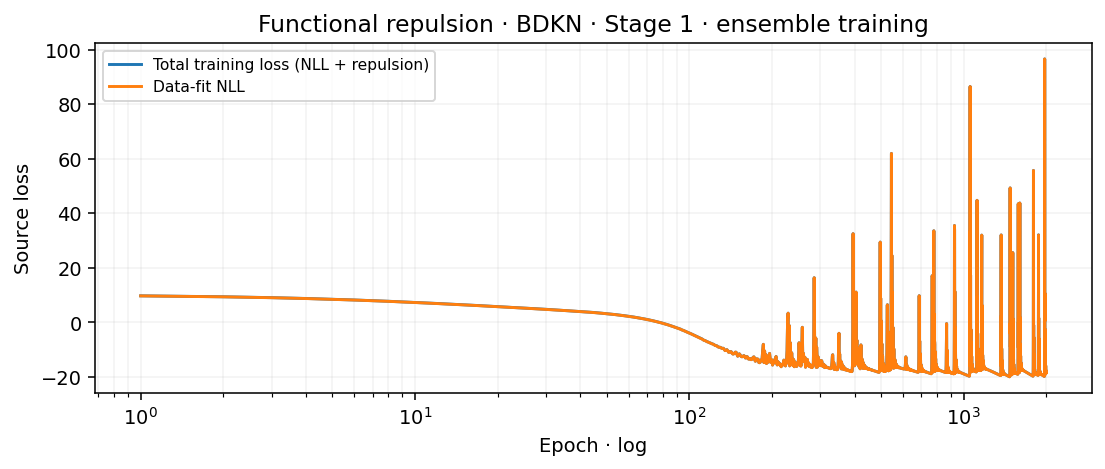 Functional repulsion · BDKN · Stage 1 · ensemble training
Total training loss (NLL + repulsion)
Data-fit NLL
Source loss
100
80
60
40
20
0
−20
10⁰
10¹
10²
10³
Epoch · log